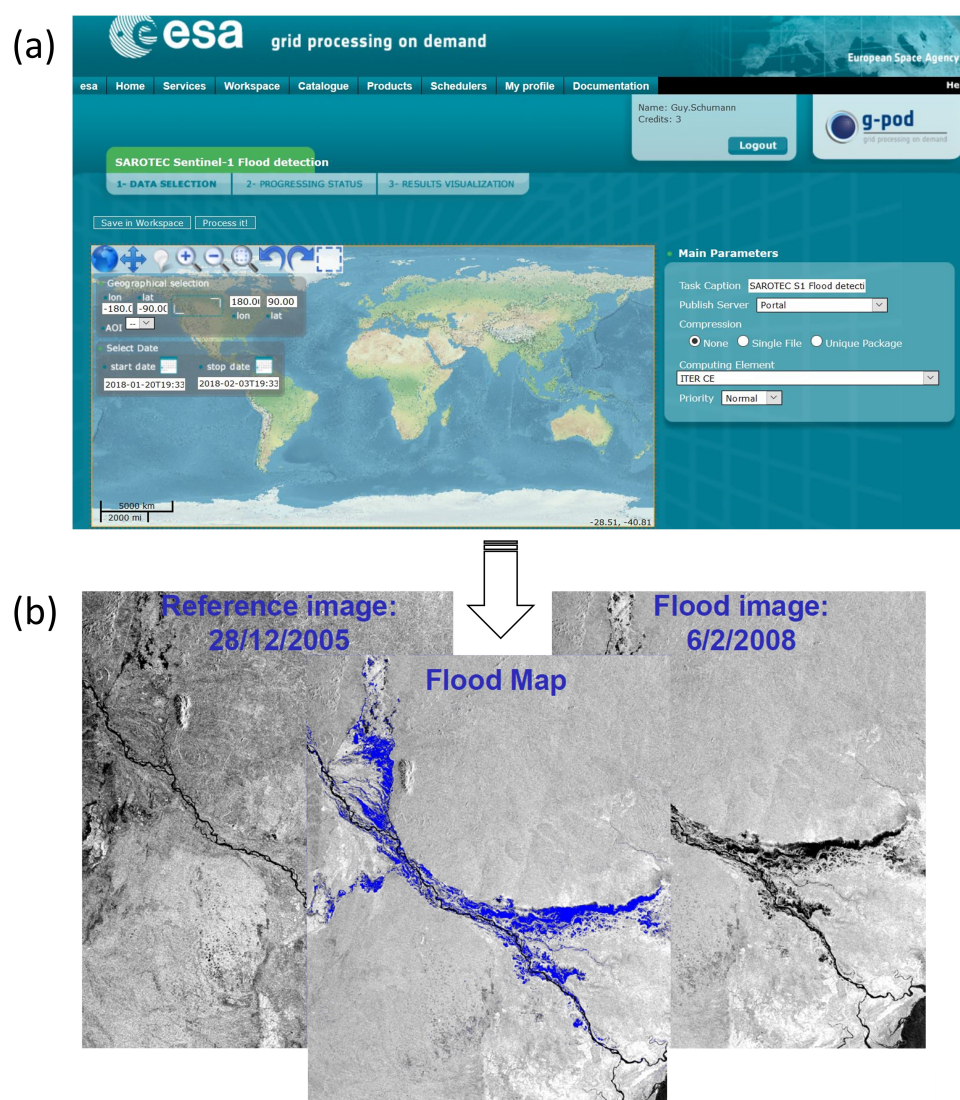 (a)
esa
grid processing on demand
European Space Agency
esa Home Services Workspace Catalogue Products Schedulers My profile Documentation
He
Name: Guy.Schumann
Credits: 3
Logout
g-pod
grid processing on demand
SAROTEC Sentinel-1 Flood detection
1- DATA SELECTION 2- PROGRESSING STATUS 3- RESULTS VISUALIZATION
Save in Workspace Process it!
Geographical selection
lon lat
-180.( -90.00 180.0( 90.00
lon lat
AOI --
Select Date
start date stop date
2018-01-20T19:33 2018-02-03T19:33
5000 km
2000 mi
-28.51, -40.81
Main Parameters
Task Caption SAROTEC S1 Flood detecti
Publish Server Portal
Compression
None Single File Unique Package
Computing Element
ITER CE
Priority Normal
(b)
Reference image:
28/12/2005
Flood image:
6/2/2008
Flood Map